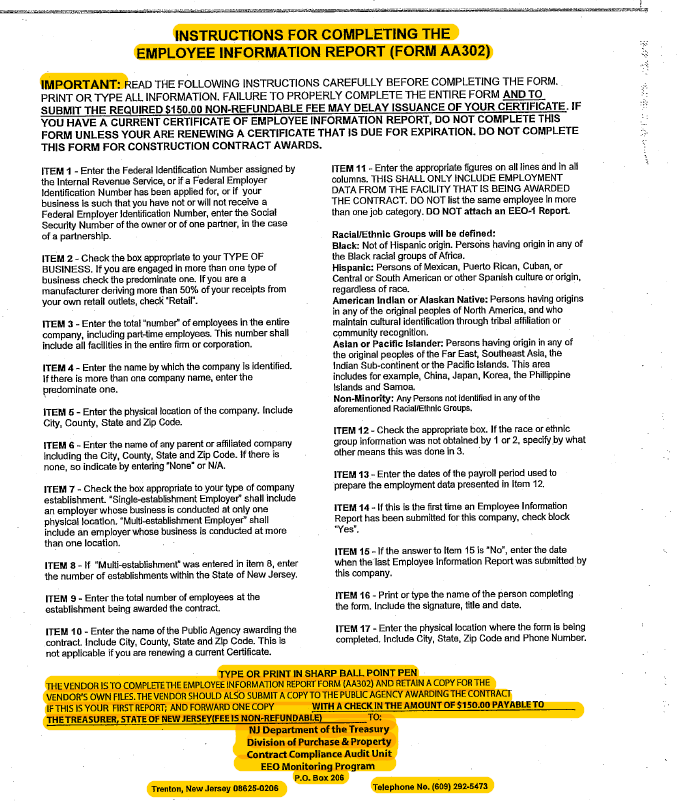 INSTRUCTIONS FOR COMPLETING THE
EMPLOYEE INFORMATION REPORT (FORM AA302)
IMPORTANT: READ THE FOLLOWING INSTRUCTIONS CAREFULLY BEFORE COMPLETING THE FORM.
PRINT OR TYPE ALL INFORMATION. FAILURE TO PROPERLY COMPLETE THE ENTIRE FORM AND TO
SUBMIT THE REQUIRED $150.00 NON-REFUNDABLE FEE MAY DELAY ISSUANCE OF YOUR CERTIFICATE. IF
YOU HAVE A CURRENT CERTIFICATE OF EMPLOYEE INFORMATION REPORT, DO NOT COMPLETE THIS
FORM UNLESS YOUR ARE RENEWING A CERTIFICATE THAT IS DUE FOR EXPIRATION. DO NOT COMPLETE
THIS FORM FOR CONSTRUCTION CONTRACT AWARDS.
ITEM 1 - Enter the Federal Identification Number assigned by
the Internal Revenue Service, or if a Federal Employer
Identification Number has been applied for, or if your
business is such that you have not or will not receive a
Federal Employer Identification Number, enter the Social
Security Number of the owner or of one partner, in the case
of a partnership.
ITEM 2 - Check the box appropriate to your TYPE OF
BUSINESS. If you are engaged in more than one type of
business check the predominate one. If you are a
manufacturer deriving more than 50% of your receipts from
your own retail outlets, check "Retail".
ITEM 3 - Enter the total "number" of employees in the entire
company, including part-time employees. This number shall
include all facilities in the entire firm or corporation.
ITEM 4 - Enter the name by which the company is identified.
If there is more than one company name, enter the
predominate one.
ITEM 5 - Enter the physical location of the company. Include
City, County, State and Zip Code.
ITEM 6 - Enter the name of any parent or affiliated company
including the City, County, State and Zip Code. If there is
none, so indicate by entering "None" or N/A.
ITEM 7 - Check the box appropriate to your type of company
establishment. "Single-establishment Employer" shall include
an employer whose business is conducted at only one
physical location. "Multi-establishment Employer" shall
include an employer whose business is conducted at more
than one location.
ITEM 8 - If "Multi-establishment" was entered in item 8, enter
the number of establishments within the State of New Jersey.
ITEM 9 - Enter the total number of employees at the
establishment being awarded the contract.
ITEM 10 - Enter the name of the Public Agency awarding the
contract. Include City, County, State and Zip Code. This is
not applicable if you are renewing a current Certificate.
ITEM 11 - Enter the appropriate figures on all lines and in all
columns. THIS SHALL ONLY INCLUDE EMPLOYMENT
DATA FROM THE FACILITY THAT IS BEING AWARDED
THE CONTRACT. DO NOT list the same employee in more
than one job category. DO NOT attach an EEO-1 Report.
Racial/Ethnic Groups will be defined:
Black: Not of Hispanic origin. Persons having origin in any of
the Black racial groups of Africa.
Hispanic: Persons of Mexican, Puerto Rican, Cuban, or
Central or South American or other Spanish culture or origin,
regardless of race.
American Indian or Alaskan Native: Persons having origins
in any of the original peoples of North America, and who
maintain cultural identification through tribal affiliation or
community recognition.
Asian or Pacific Islander: Persons having origin in any of
the original peoples of the Far East, Southeast Asia, the
Indian Sub-continent or the Pacific Islands. This area
includes for example, China, Japan, Korea, the Philippine
Islands and Samoa.
Non-Minority: Any Persons not identified in any of the
aforementioned Racial/Ethnic Groups.
ITEM 12 - Check the appropriate box. If the race or ethnic
group information was not obtained by 1 or 2, specify by what
other means this was done in 3.
ITEM 13 - Enter the dates of the payroll period used to
prepare the employment data presented in Item 12.
ITEM 14 - If this is the first time an Employee Information
Report has been submitted for this company, check block
"Yes".
ITEM 15 - If the answer to Item 15 is "No", enter the date
when the last Employee Information Report was submitted by
this company.
ITEM 16 - Print or type the name of the person completing
the form. Include the signature, title and date.
ITEM 17 - Enter the physical location where the form is being
completed. Include City, State, Zip Code and Phone Number.
TYPE OR PRINT IN SHARP BALL POINT PEN
THE VENDOR IS TO COMPLETE THE EMPLOYEE INFORMATION REPORT FORM (AA302) AND RETAIN A COPY FOR THE
VENDOR'S OWN FILES. THE VENDOR SHOULD ALSO SUBMIT A COPY TO THE PUBLIC AGENCY AWARDING THE CONTRACT
IF THIS IS YOUR FIRST REPORT; AND FORWARD ONE COPY WITH A CHECK IN THE AMOUNT OF $150.00 PAYABLE TO
THE TREASURER, STATE OF NEW JERSEY(FEE IS NON-REFUNDABLE) TO:
NJ Department of the Treasury
Division of Purchase & Property
Contract Compliance Audit Unit
EEO Monitoring Program
P.O. Box 206
Trenton, New Jersey 08625-0206 Telephone No. (609) 292-5473